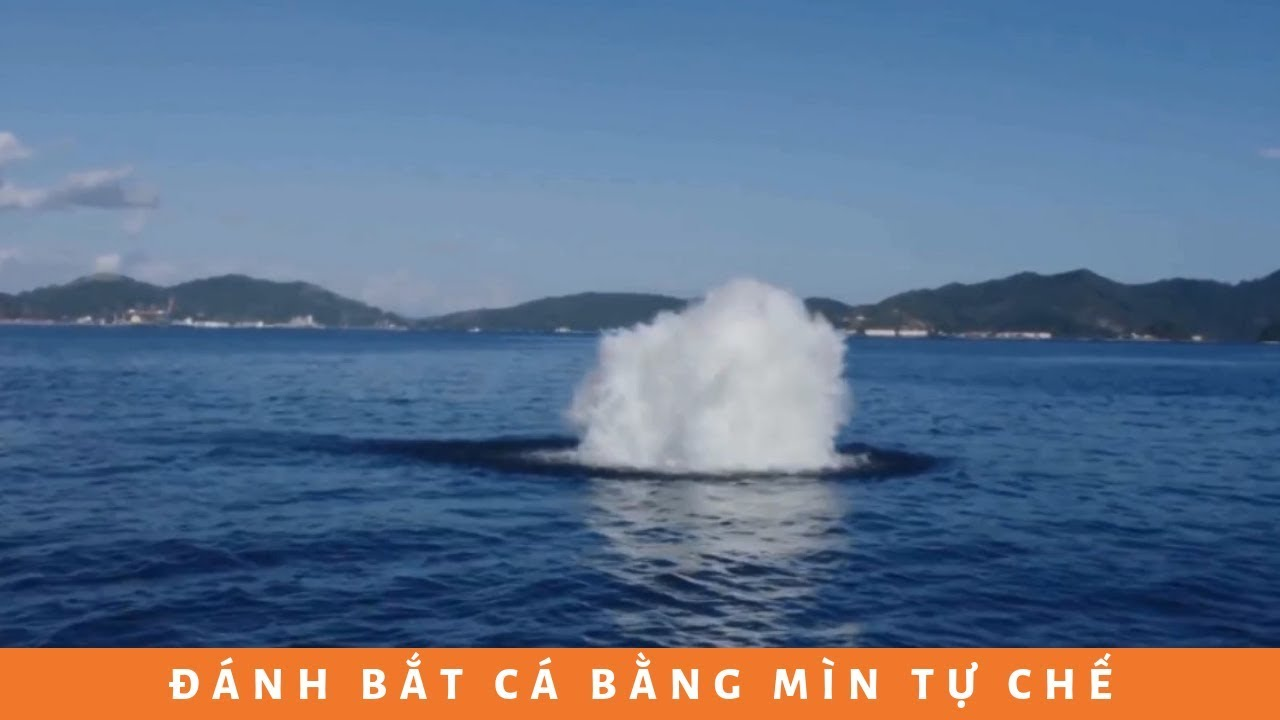 ĐÁNH BẮT CÁ BẰNG MÌN TỰ CHẾ